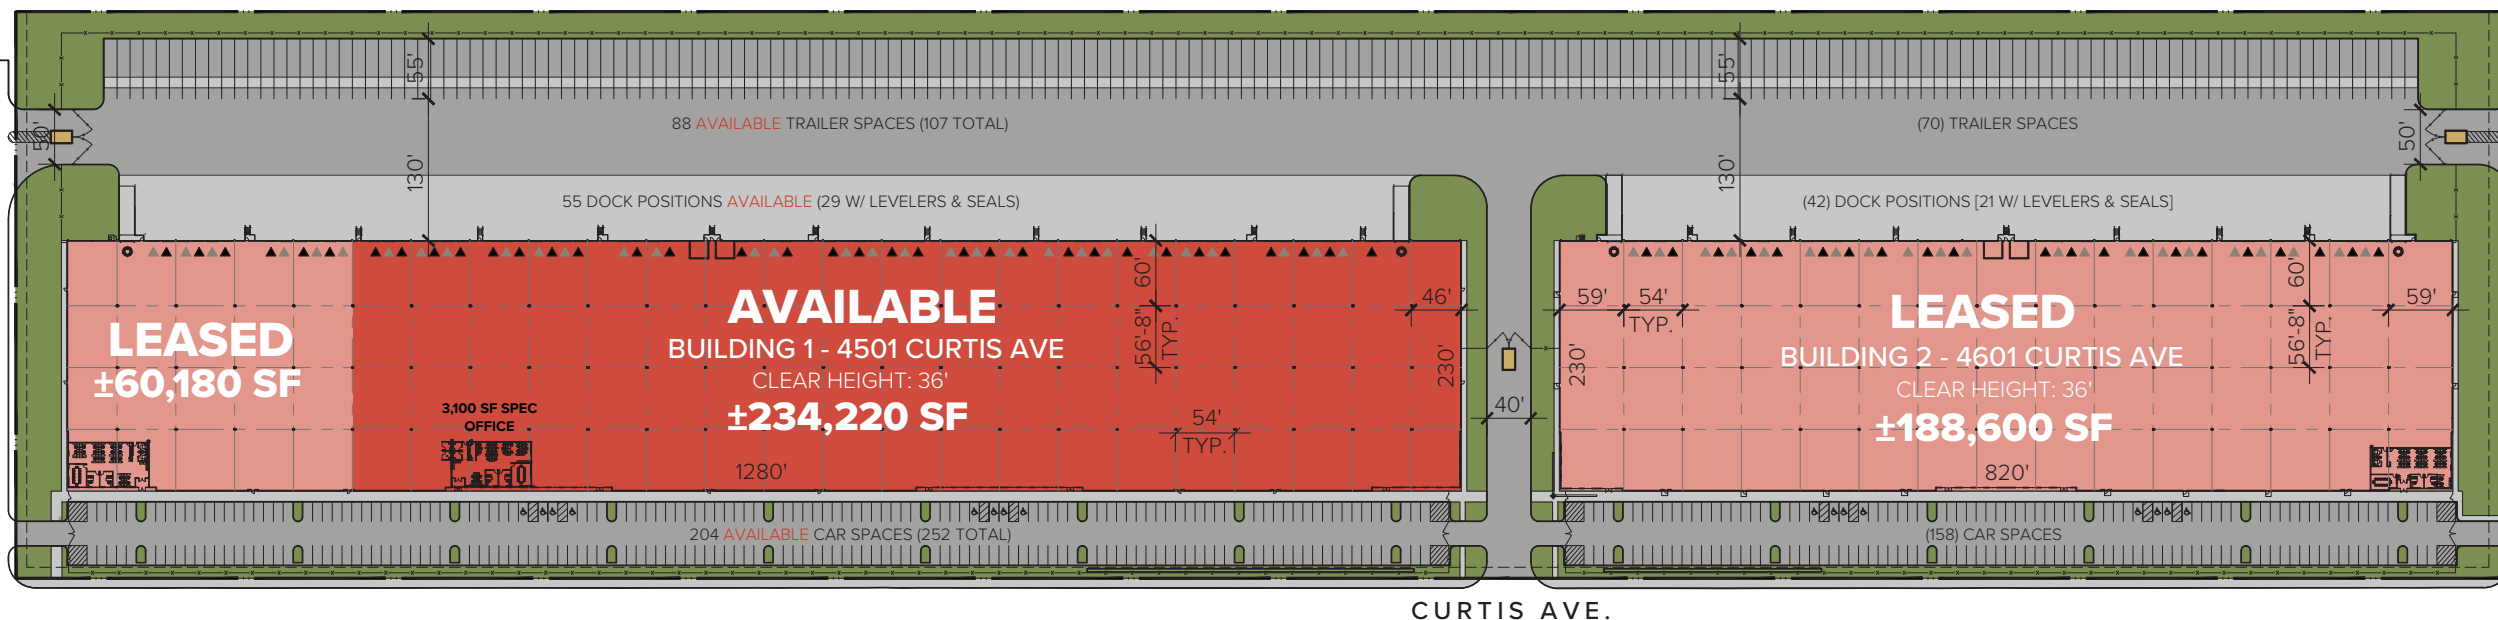 55'
55'
88 AVAILABLE TRAILER SPACES (107 TOTAL)
(70) TRAILER SPACES
50'
50'
130'
130'
55 DOCK POSITIONS AVAILABLE (29 W/ LEVELERS & SEALS)
(42) DOCK POSITIONS [21 W/ LEVELERS & SEALS]
LEASED
±60,180 SF
AVAILABLE
BUILDING 1 - 4501 CURTIS AVE
CLEAR HEIGHT: 36'
±234,220 SF
3,100 SF SPEC
OFFICE
60'
56'-8"
TYP.
54'
TYP.
1280'
46'
230'
40'
230'
59'
54'
TYP.
LEASED
BUILDING 2 - 4601 CURTIS AVE
CLEAR HEIGHT: 36'
±188,600 SF
820'
60'
56'-8"
TYP.
59'
204 AVAILABLE CAR SPACES (252 TOTAL)
(158) CAR SPACES
CURTIS AVE.